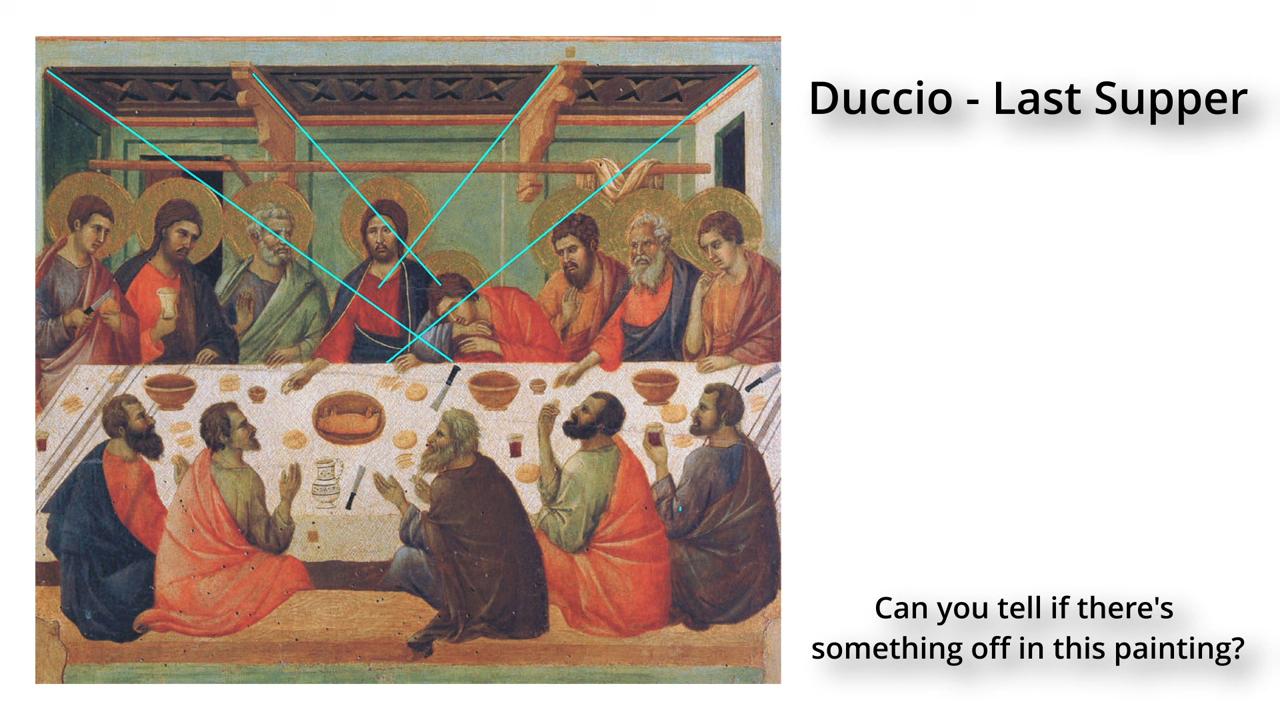 Duccio - Last Supper
Can you tell if there's
something off in this painting?